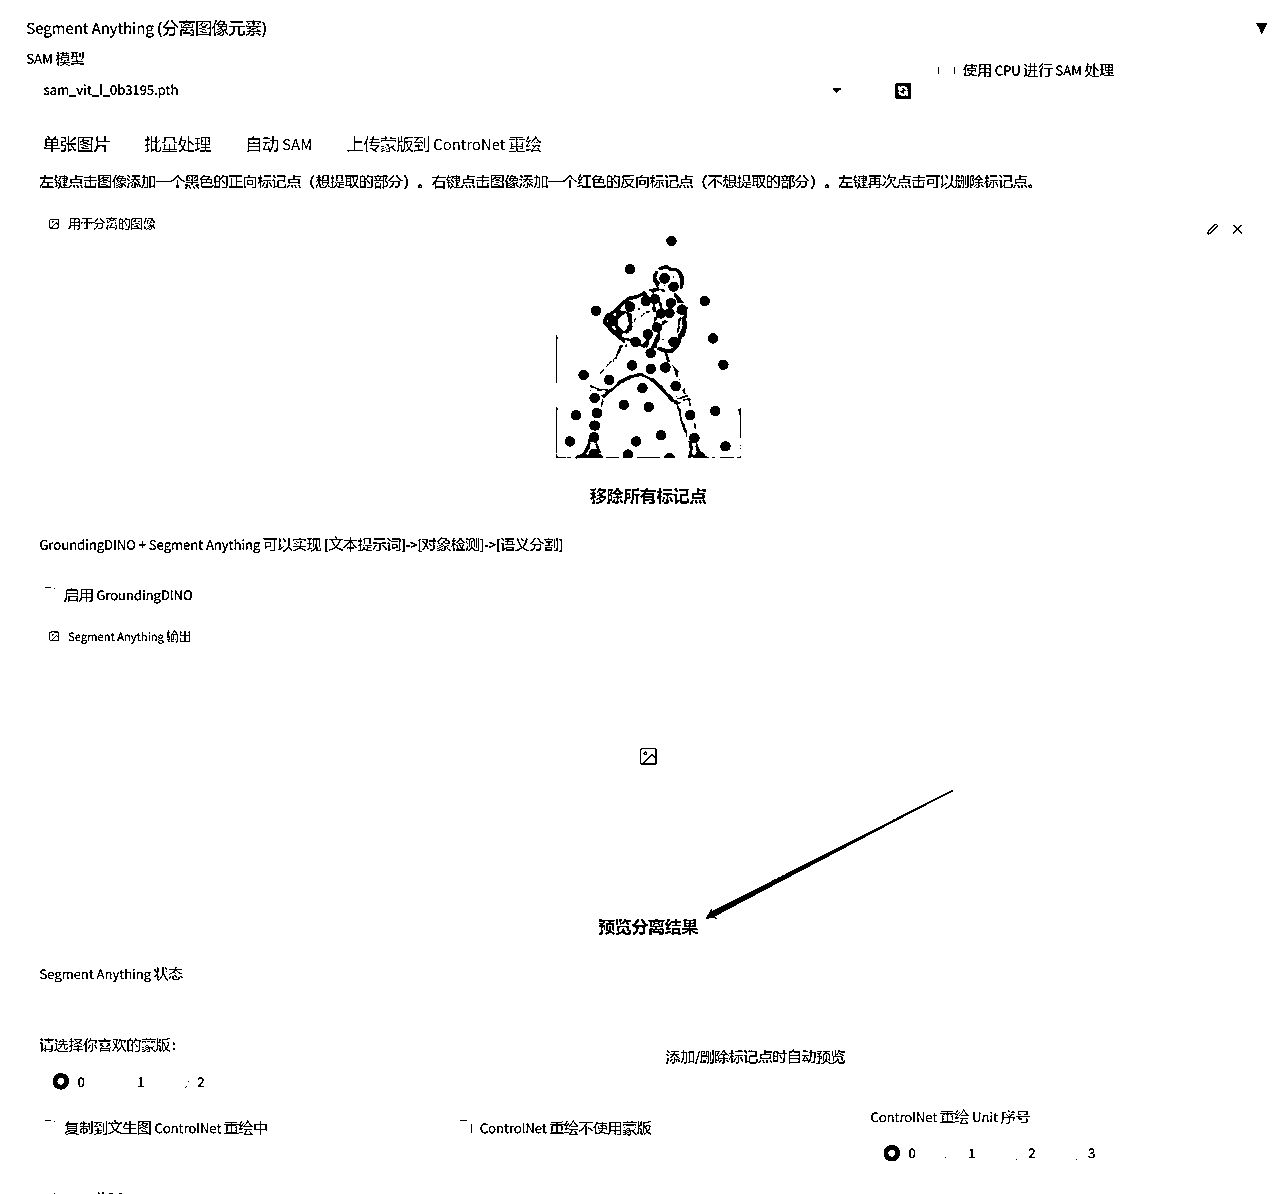 Segment Anything (分离图像元素)
SAM 模型
使用 CPU 进行 SAM 处理
sam_vit_l_0b3195.pth
单张图片 批量处理 自动 SAM 上传蒙版到 ControNet 重绘
左键点击图像添加一个黑色的正向标记点（想提取的部分）。右键点击图像添加一个红色的反向标记点（不想提取的部分）。左键再次点击可以删除标记点。
用于分离的图像
移除所有标记点
GroundingDINO + Segment Anything 可以实现 [文本提示词]->[对象检测]->[语义分割]
启用 GroundingDINO
Segment Anything 输出
预览分离结果
Segment Anything 状态
请选择你喜欢的蒙版：
添加/删除标记点时自动预览
0 1 2
复制到文生图 ControlNet 重绘中
ControlNet 重绘不使用蒙版
ControlNet 重绘 Unit 序号
0 1 2 3